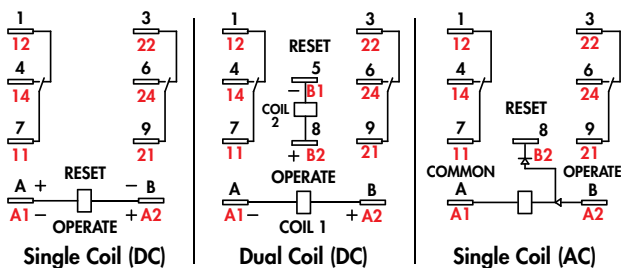 1 3
12 22
4 6
14 24
7 9
11 21
A + RESET − B
A1 − OPERATE + A2
Single Coil (DC)
1 3
12 22
RESET
4 5 6
14 − B1 24
COIL 2
7 8 9
11 + B2 21
OPERATE
A B
A1 − COIL 1 + A2
Dual Coil (DC)
1 3
12 22
4 6
14 24
RESET
7 8 9
11 B2 21
COMMON OPERATE
A B
A1 A2
Single Coil (AC)